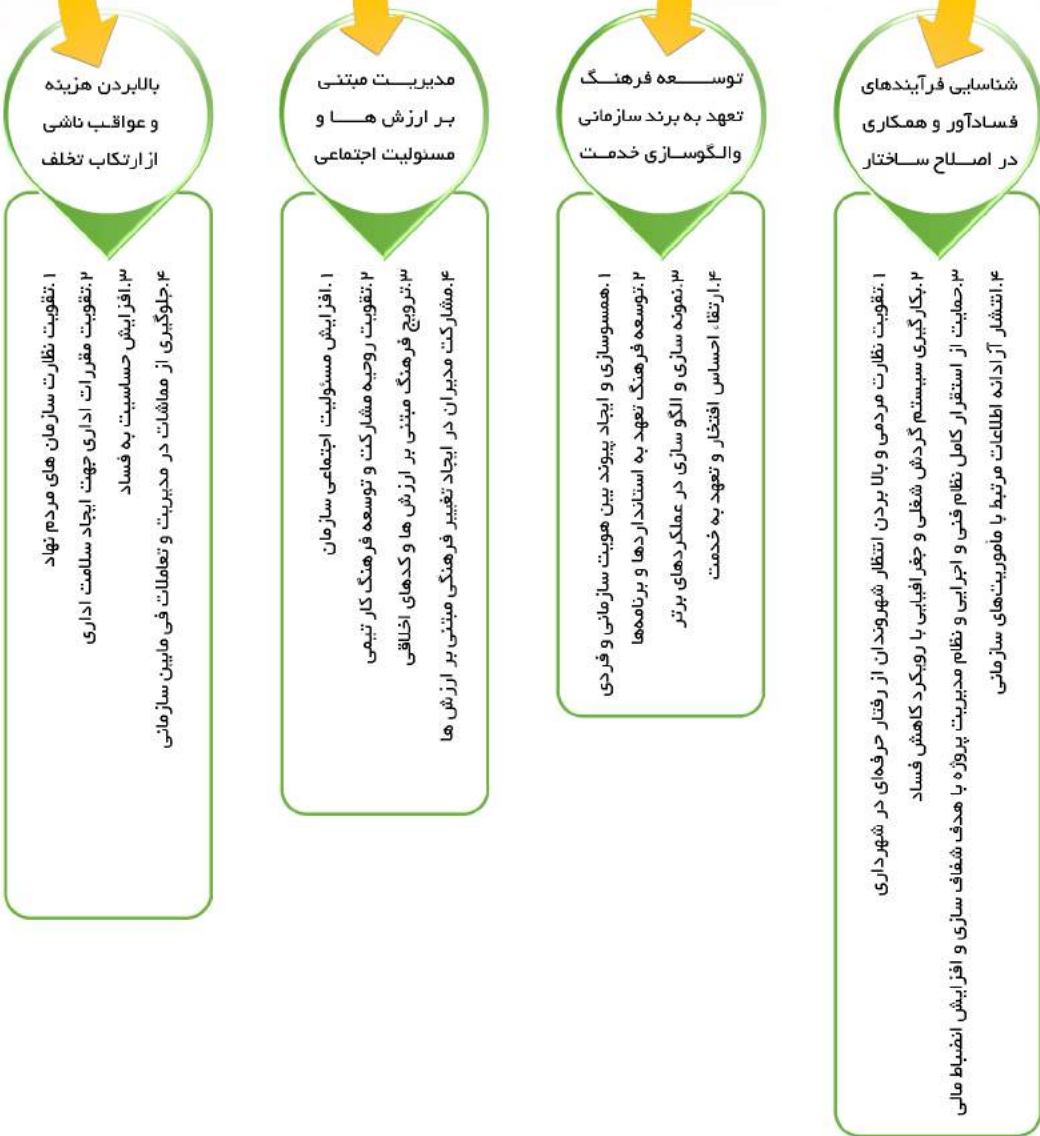 شناسایی فرآیندهای
فسادآور و همکاری
در اصلاح ساختار
۱.تقویت نظارت مردمی و بالا بردن انتظار شهروندان از رفتار حرفه‌ای در شهرداری
۲.بکارگیری سیستم گردش شغلی و جغرافیایی با رویکرد کاهش فساد
۳.حمایت از استقرار کامل نظام فنی و اجرایی و نظام مدیریت پروژه با هدف شفاف سازی و افزایش انضباط مالی
۴.انتشار آزادانه اطلاعات مرتبط با ماموریت‌های سازمانی
توسعه فرهنگ
تعهد به برند سازمانی
والگوسازی خدمت
۱.همسوسازی و ایجاد پیوند بین هویت سازمانی و فردی
۲.توسعه فرهنگ تعهد به استانداردها و برنامه‌ها
۳.نمونه سازی و الگو سازی در عملکردهای برتر
۴.ارتقاء احساس افتخار و تعهد به خدمت
مدیریت مبتنی
بر ارزش ها و
مسئولیت اجتماعی
۱.افزایش مسئولیت اجتماعی سازمان
۲.تقویت روحیه مشارکت و توسعه فرهنگ کار تیمی
۳.ترویج فرهنگ مبتنی بر ارزش ها و کدهای اخلاقی
۴.مشارکت مدیران در ایجاد تغییر فرهنگی مبتنی بر ارزش ها
بالابردن هزینه
و عواقب ناشی
از ارتکاب تخلف
۱.تقویت نظارت سازمان های مردم نهاد
۲.تقویت مقررات اداری جهت ایجاد سلامت اداری
۳.افزایش حساسیت به فساد
۴.جلوگیری از مماشات در مدیریت و تعاملات فی مابین سازمانی